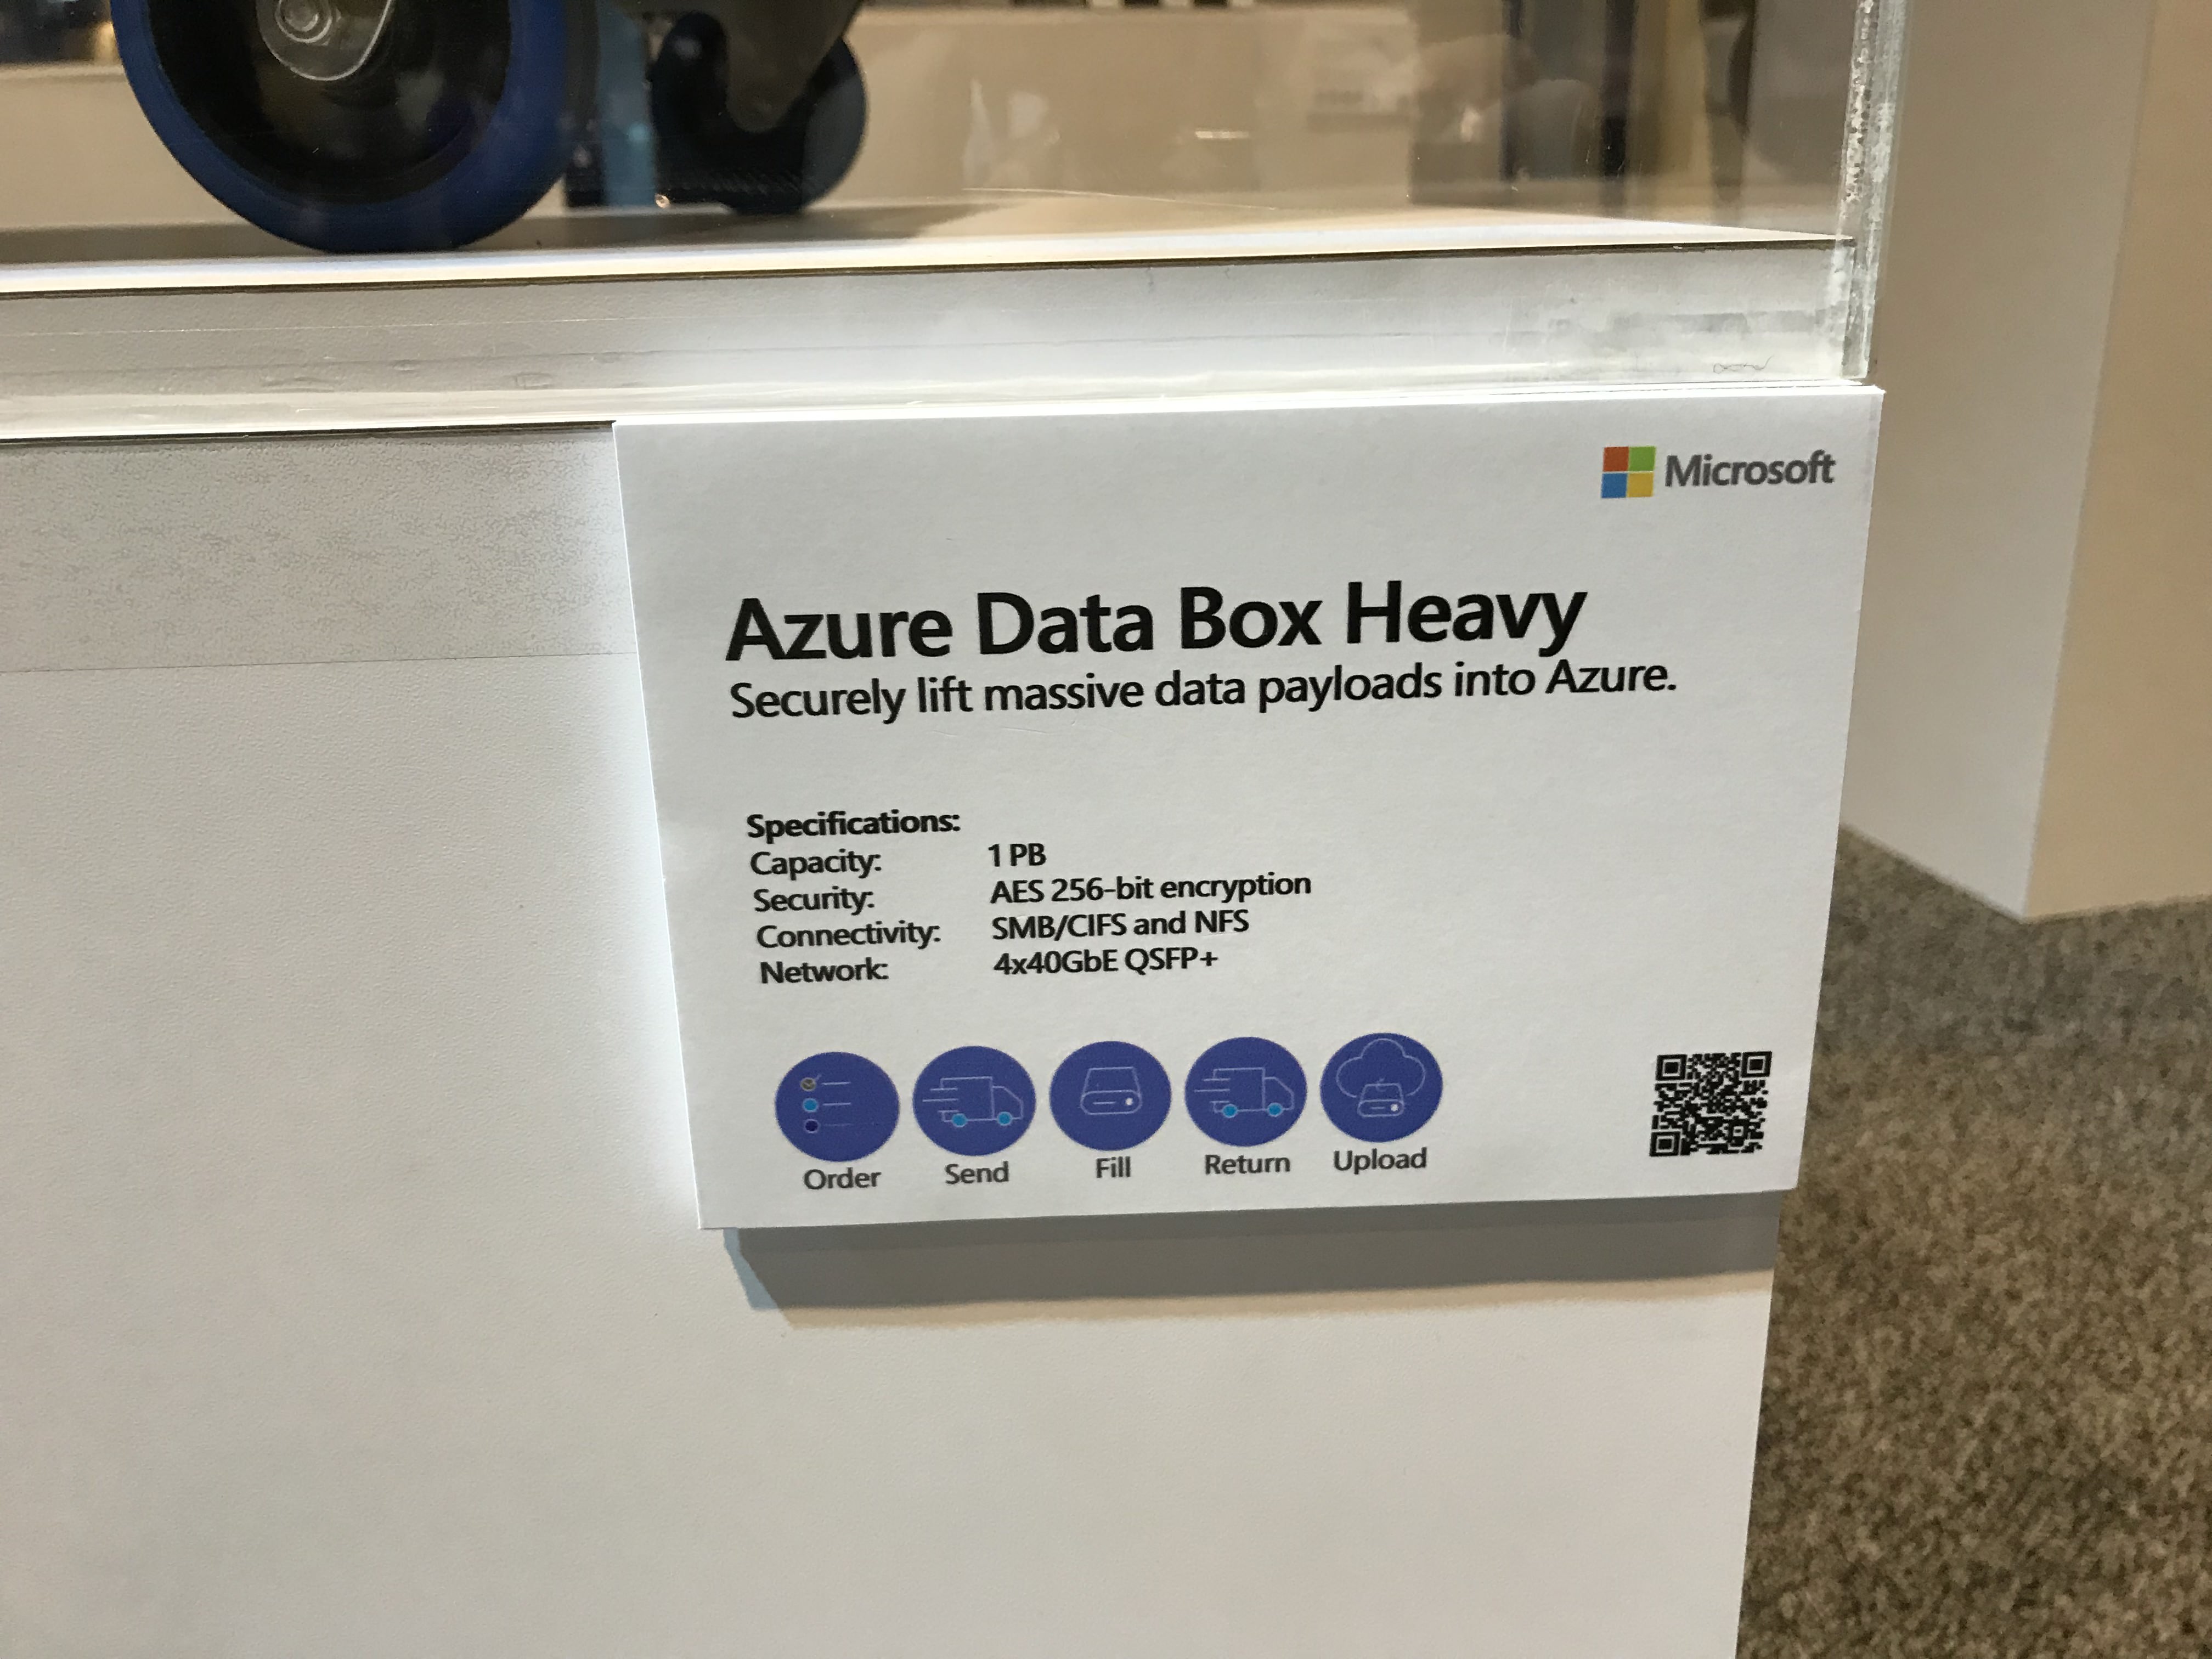 Microsoft
Azure Data Box Heavy
Securely lift massive data payloads into Azure.
Specifications:
Capacity: 1 PB
Security: AES 256-bit encryption
Connectivity: SMB/CIFS and NFS
Network: 4x40GbE QSFP+
Order Send Fill Return Upload